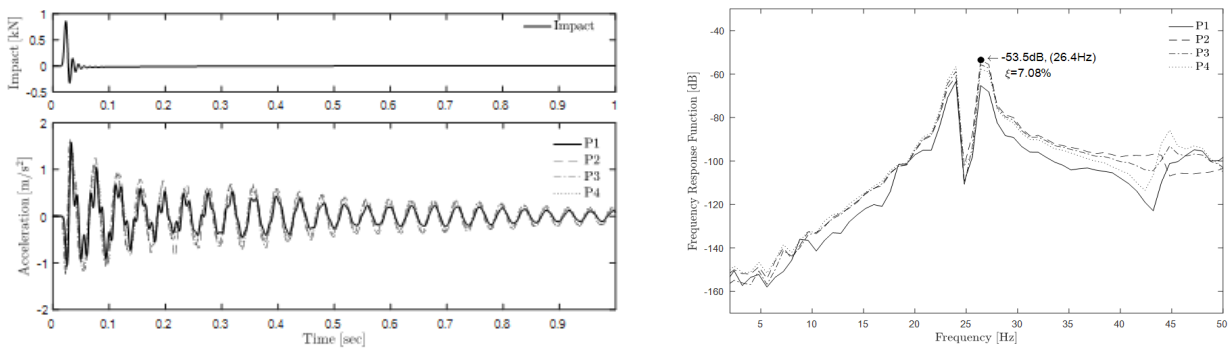 Impact [kN]
1
0.5
0
-0.5
Impact
0 0.1 0.2 0.3 0.4 0.5 0.6 0.7 0.8 0.9 1
Acceleration [m/s²]
2
1
0
-1
-2
P1
P2
P3
P4
0 0.1 0.2 0.3 0.4 0.5 0.6 0.7 0.8 0.9
Time [sec]
Frequency Response Function [dB]
-40
-60
-80
-100
-120
-140
-160
-53.5dB, (26.4Hz)
ξ=7.08%
P1
P2
P3
P4
5 10 15 20 25 30 35 40 45 50
Frequency [Hz]